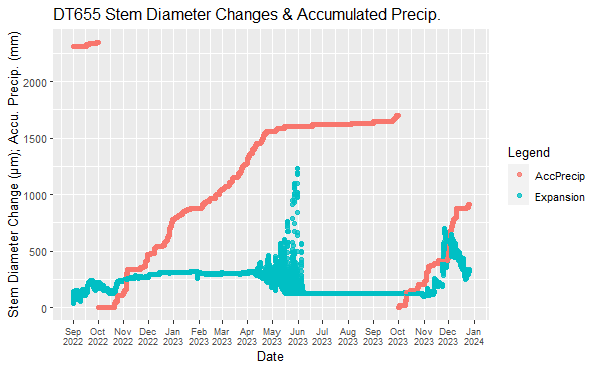 DT655 Stem Diameter Changes & Accumulated Precip.
Stem Diameter Change (µm); Accu. Precip. (mm)
2000
1500
1000
500
0
Sep Oct Nov Dec Jan Feb Mar Apr May Jun Jul Aug Sep Oct Nov Dec Jan
2022 2022 2022 2022 2023 2023 2023 2023 2023 2023 2023 2023 2023 2023 2023 2023 2024
Date
Legend
AccPrecip
Expansion